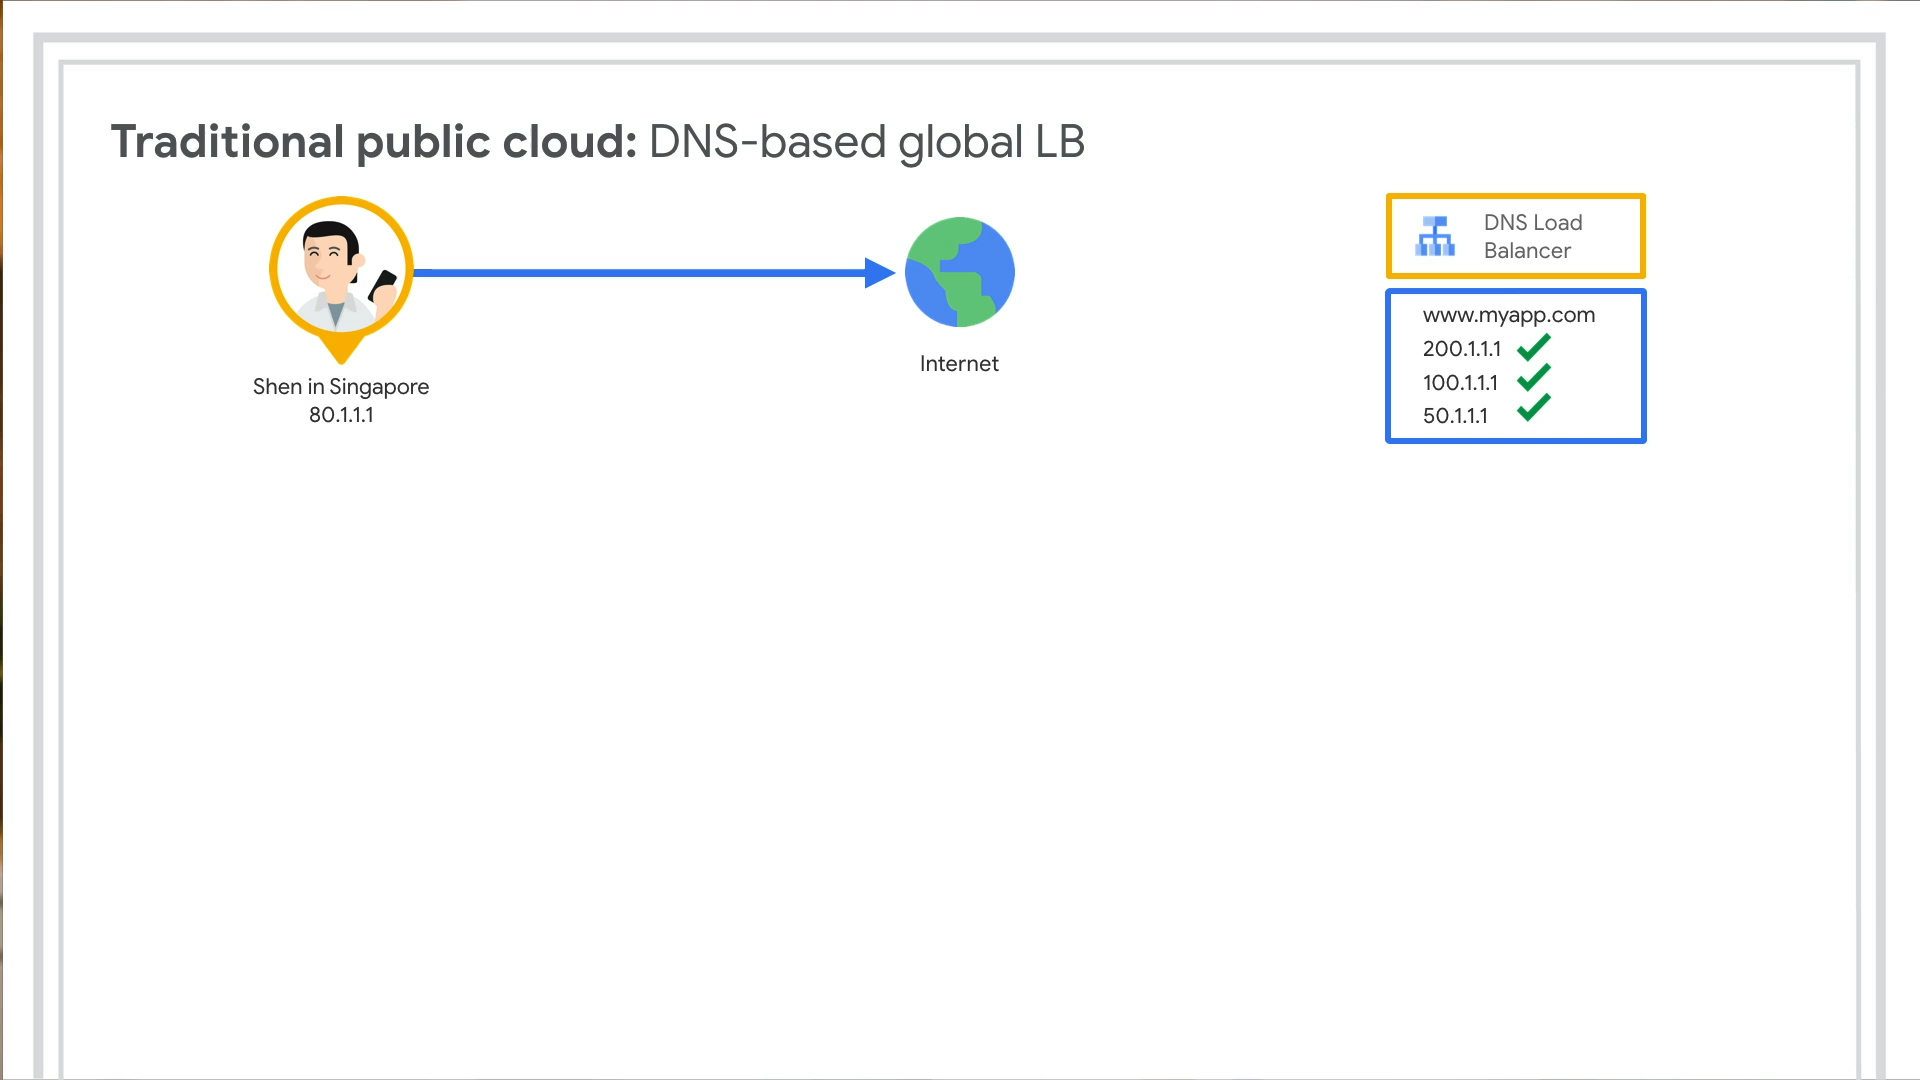 Traditional public cloud: DNS-based global LB
Shen in Singapore
80.1.1.1
Internet
DNS Load
Balancer
www.myapp.com
200.1.1.1
100.1.1.1
50.1.1.1